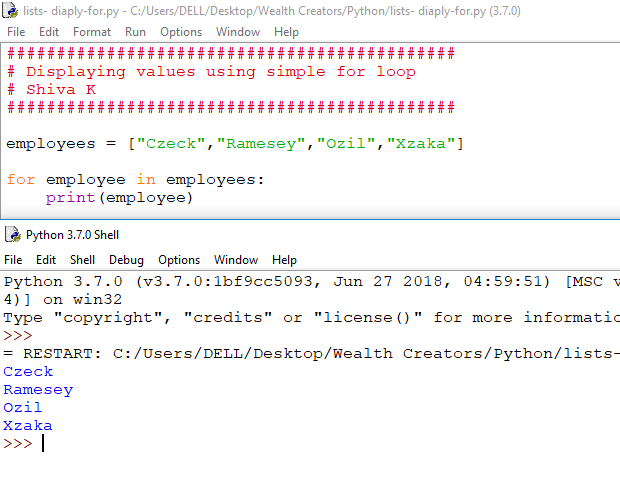 lists- diaply-for.py - C:/Users/DELL/Desktop/Wealth Creators/Python/lists- diaply-for.py (3.7.0)
File Edit Format Run Options Window Help
#############################################
# Displaying values using simple for loop
# Shiva K
#############################################
employees = ["Czeck","Ramesey","Ozil","Xzaka"]
for employee in employees:
    print(employee)
Python 3.7.0 Shell
File Edit Shell Debug Options Window Help
Python 3.7.0 (v3.7.0:1bf9cc5093, Jun 27 2018, 04:59:51) [MSC v
4)] on win32
Type "copyright", "credits" or "license()" for more informatio
>>>
= RESTART: C:/Users/DELL/Desktop/Wealth Creators/Python/lists-
Czeck
Ramesey
Ozil
Xzaka
>>>